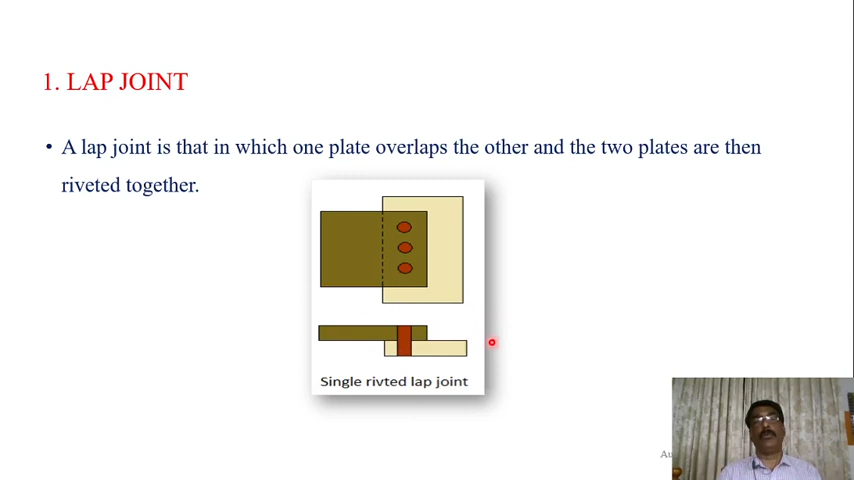 1. LAP JOINT
• A lap joint is that in which one plate overlaps the other and the two plates are then
riveted together.
Single rivted lap joint